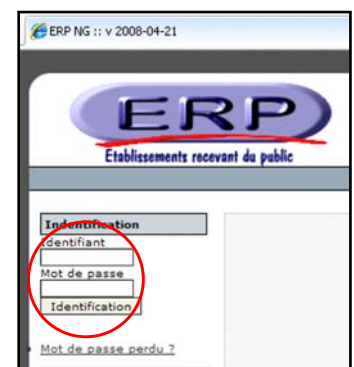 ERP NG :: v 2008-04-21
ERP
Etablissements recevant du public
Indentification
Identifiant
Mot de passe
Identification
Mot de passe perdu ?